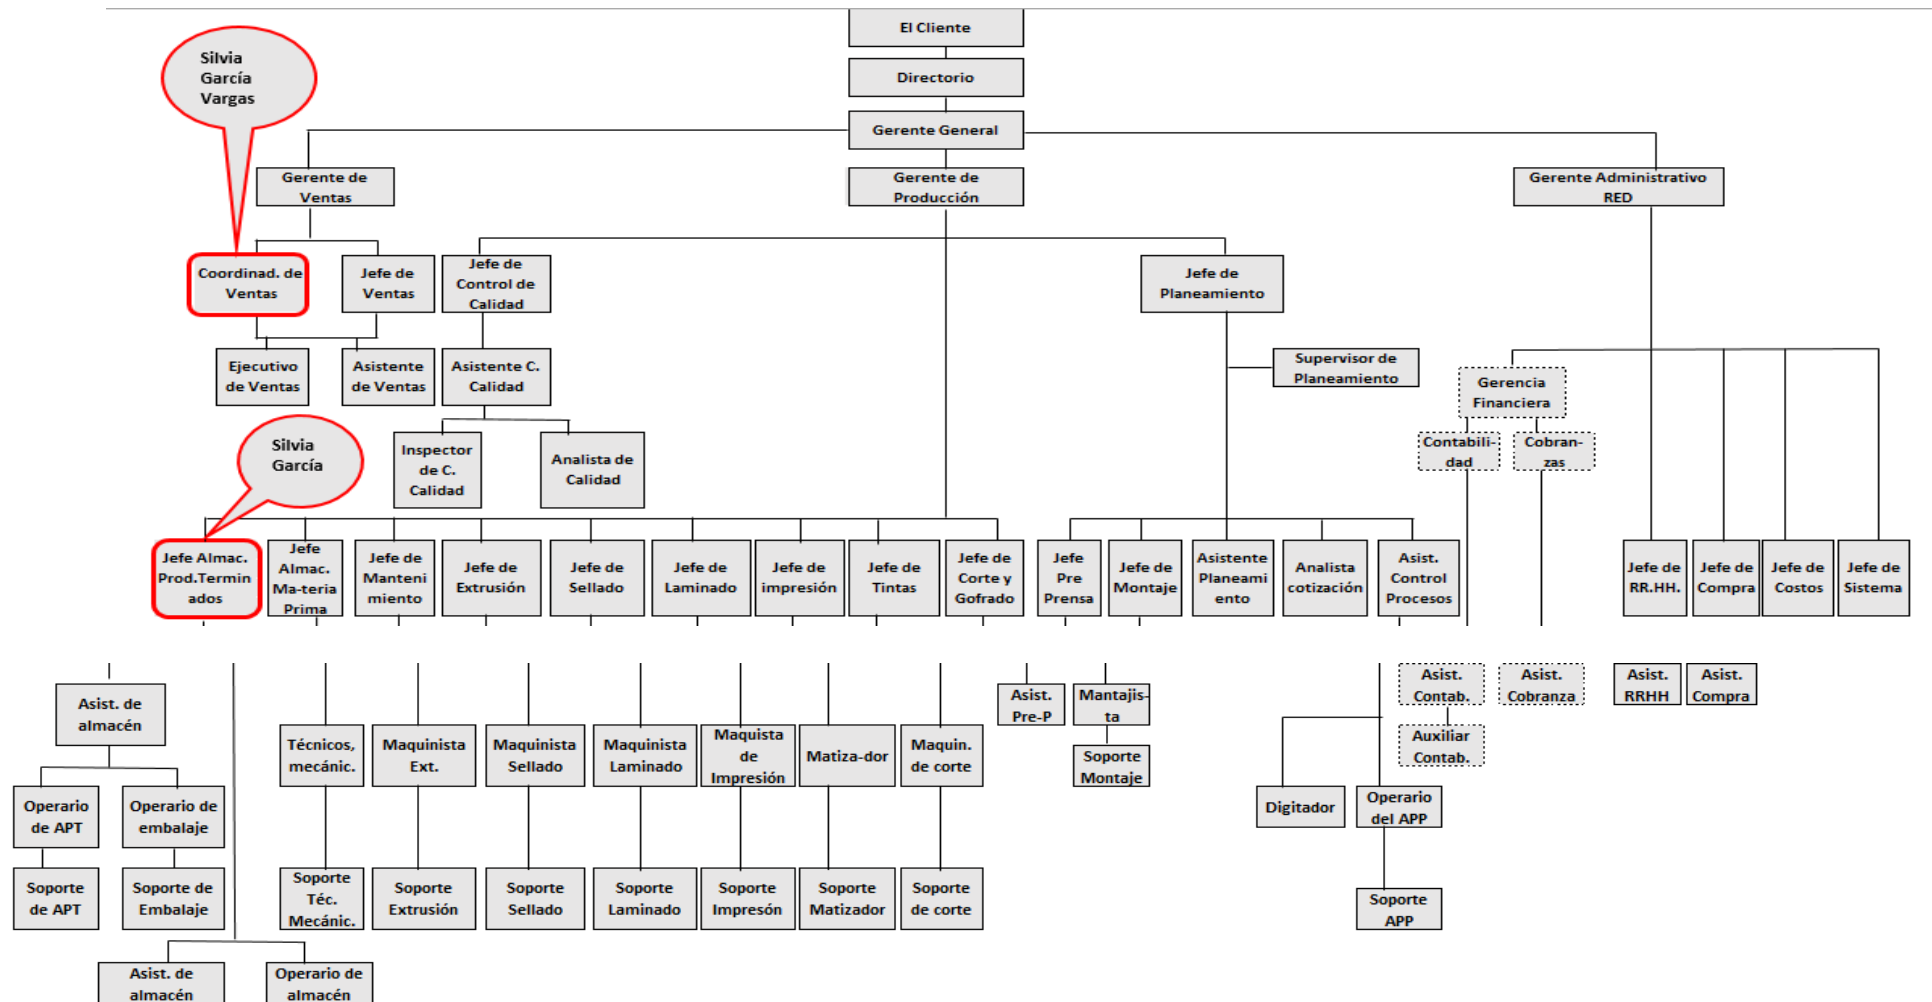 El Cliente
Silvia
García
Vargas
Directorio
Gerente General
Gerente de
Ventas
Gerente de
Producción
Gerente Administrativo
RED
Coordinad. de
Ventas
Jefe de
Ventas
Jefe de
Control de
Calidad
Jefe de
Planeamiento
Ejecutivo
de Ventas
Asistente
de Ventas
Asistente C.
Calidad
Supervisor de
Planeamiento
Gerencia
Financiera
Silvia
García
Inspector
de C.
Calidad
Analista de
Calidad
Contabili-
dad
Cobran-
zas
Jefe Almac.
Prod.Termin
ados
Jefe
Almac.
Ma-teria
Prima
Jefe de
Manteni
miento
Jefe de
Extrusión
Jefe de
Sellado
Jefe de
Laminado
Jefe de
impresión
Jefe de
Tintas
Jefe de
Corte y
Gofrado
Jefe
Pre
Prensa
Jefe de
Montaje
Asistente
Planeami
ento
Analista
cotización
Asist.
Control
Procesos
Jefe de
RR.HH.
Jefe de
Compra
Jefe de
Costos
Jefe de
Sistema
Asist. de
almacén
Técnicos,
mecánic.
Maquinista
Ext.
Maquinista
Sellado
Maquinista
Laminado
Maquista
de
Impresión
Matiza-dor
Maquin.
de corte
Asist.
Pre-P
Mantajis-
ta
Soporte
Montaje
Asist.
Contab.
Auxiliar
Contab.
Asist.
Cobranza
Asist.
RRHH
Asist.
Compra
Operario
de APT
Operario de
embalaje
Digitador
Operario
del APP
Soporte
de APT
Soporte de
Embalaje
Soporte
Téc.
Mecánic.
Soporte
Extrusión
Soporte
Sellado
Soporte
Laminado
Soporte
Impresón
Soporte
Matizador
Soporte
de corte
Soporte
APP
Asist. de
almacén
Operario de
almacén